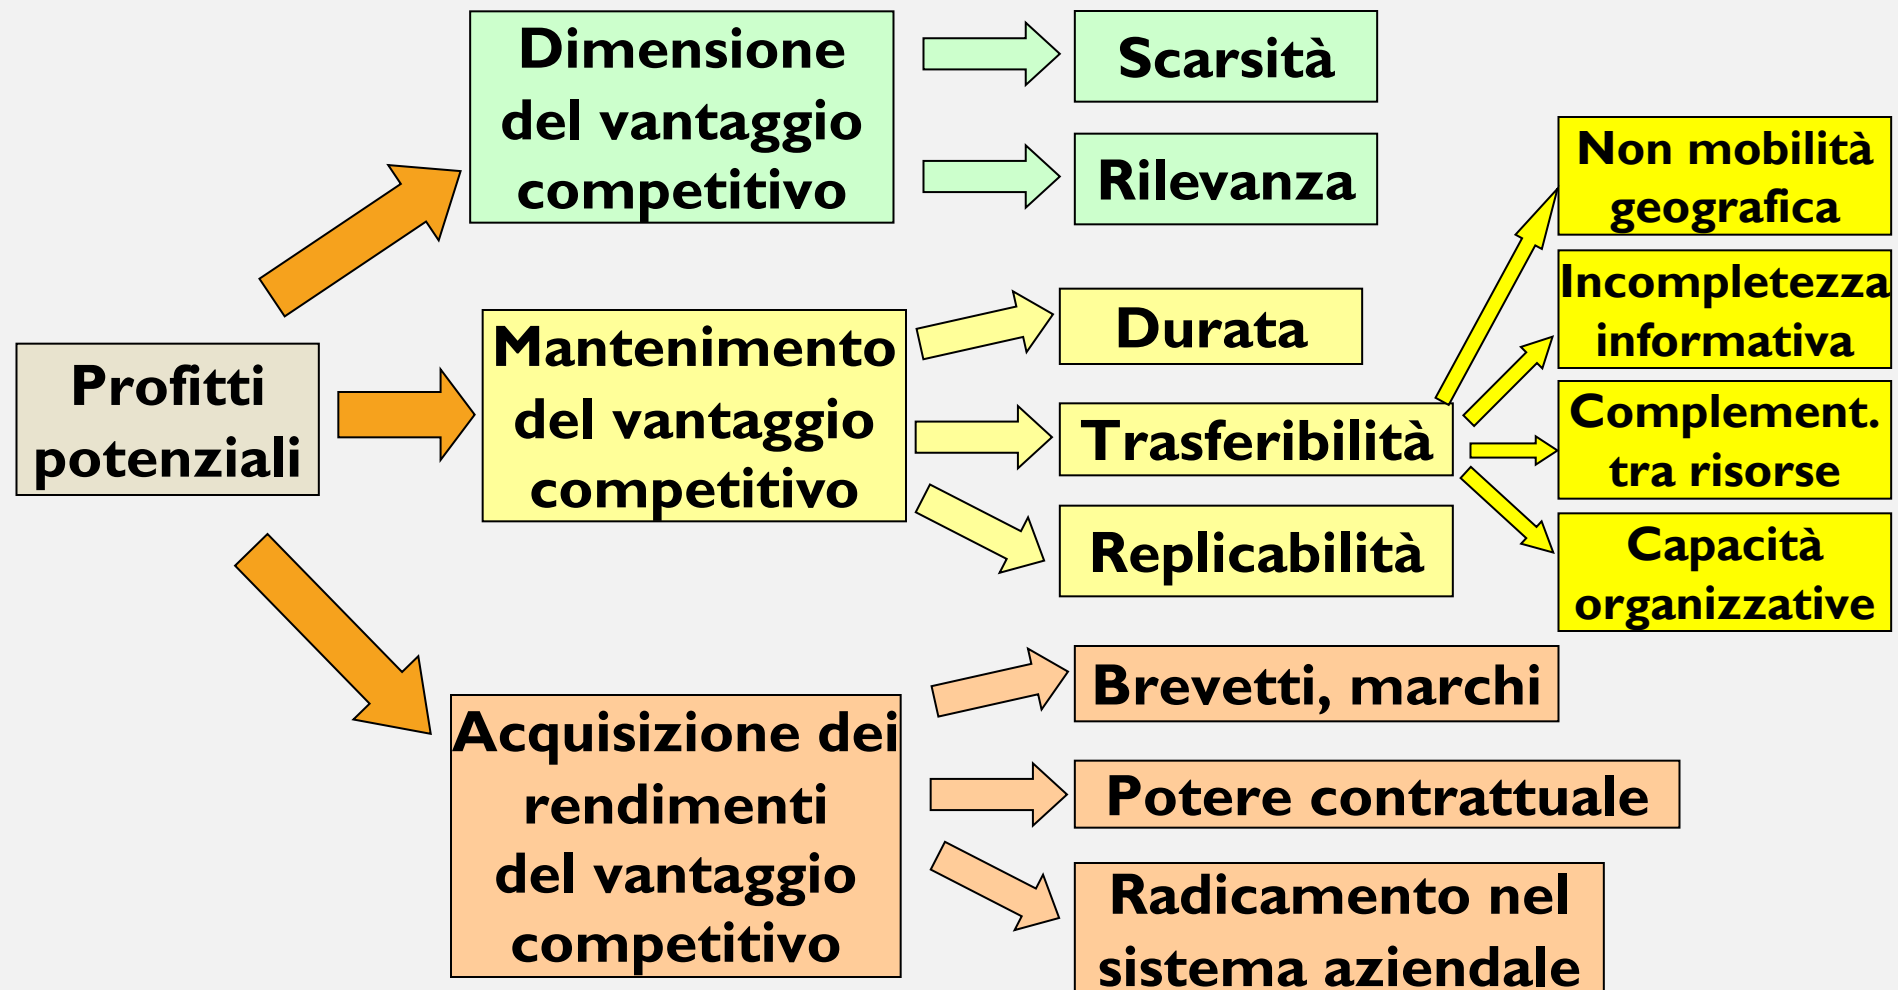 Profitti
potenziali
Dimensione
del vantaggio
competitivo
Scarsità
Rilevanza
Mantenimento
del vantaggio
competitivo
Durata
Trasferibilità
Replicabilità
Non mobilità
geografica
Incompletezza
informativa
Complement.
tra risorse
Capacità
organizzative
Acquisizione dei
rendimenti
del vantaggio
competitivo
Brevetti, marchi
Potere contrattuale
Radicamento nel
sistema aziendale